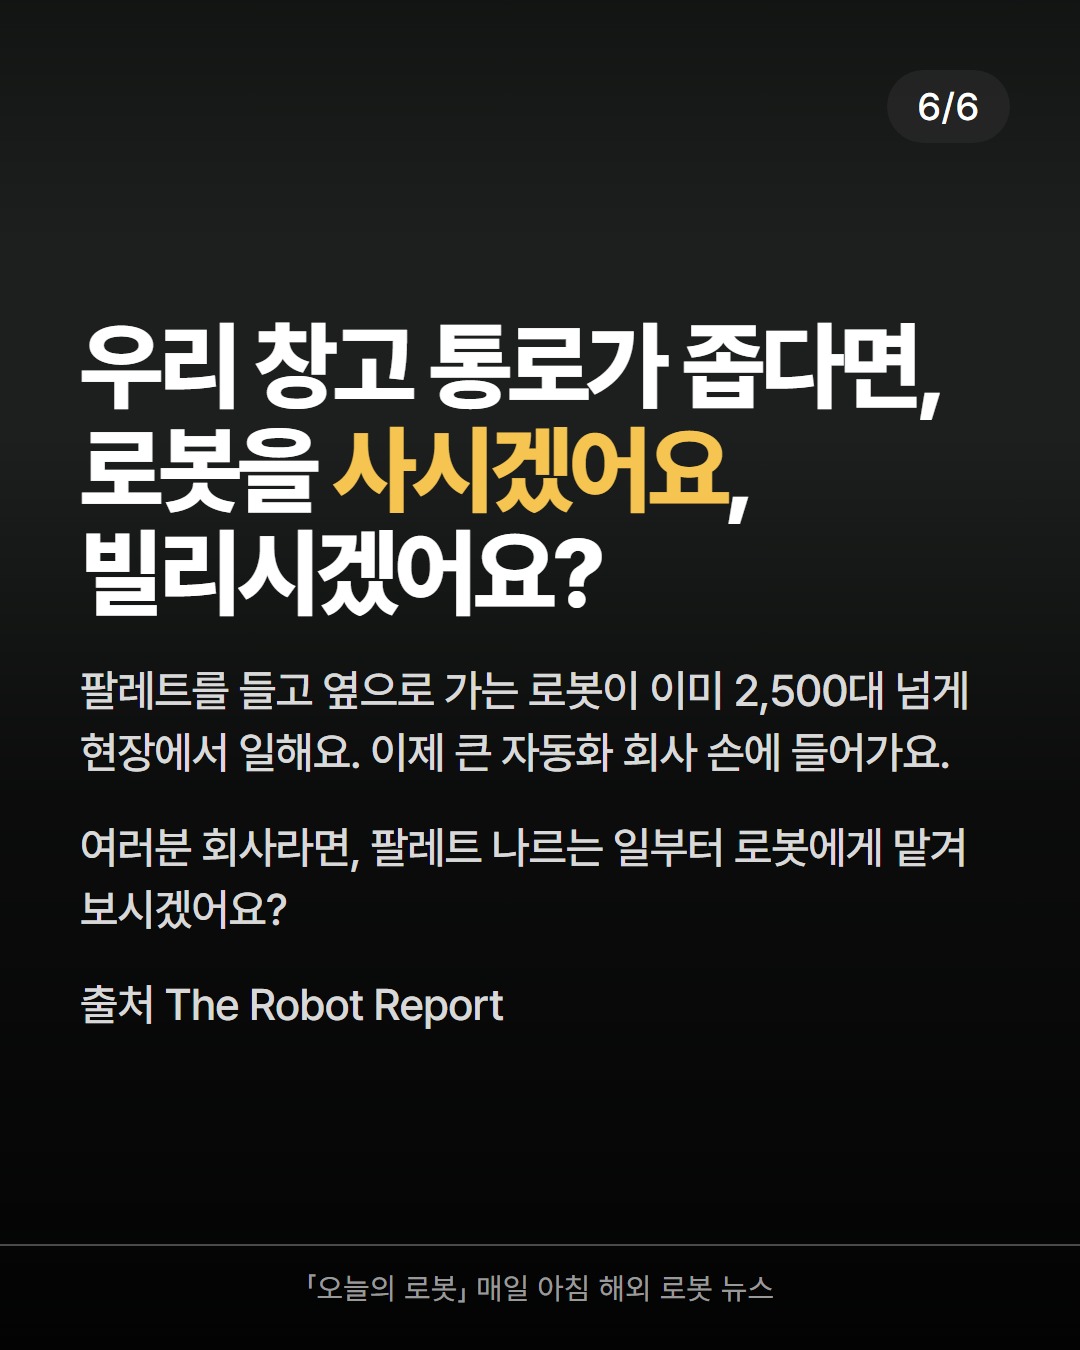 6/6
우리 창고 통로가 좁다면,
로봇을 사시겠어요,
빌리시겠어요?
팔레트를 들고 옆으로 가는 로봇이 이미 2,500대 넘게
현장에서 일해요. 이제 큰 자동화 회사 손에 들어가요.
여러분 회사라면, 팔레트 나르는 일부터 로봇에게 맡겨
보시겠어요?
출처 The Robot Report
「오늘의 로봇」 매일 아침 해외 로봇 뉴스